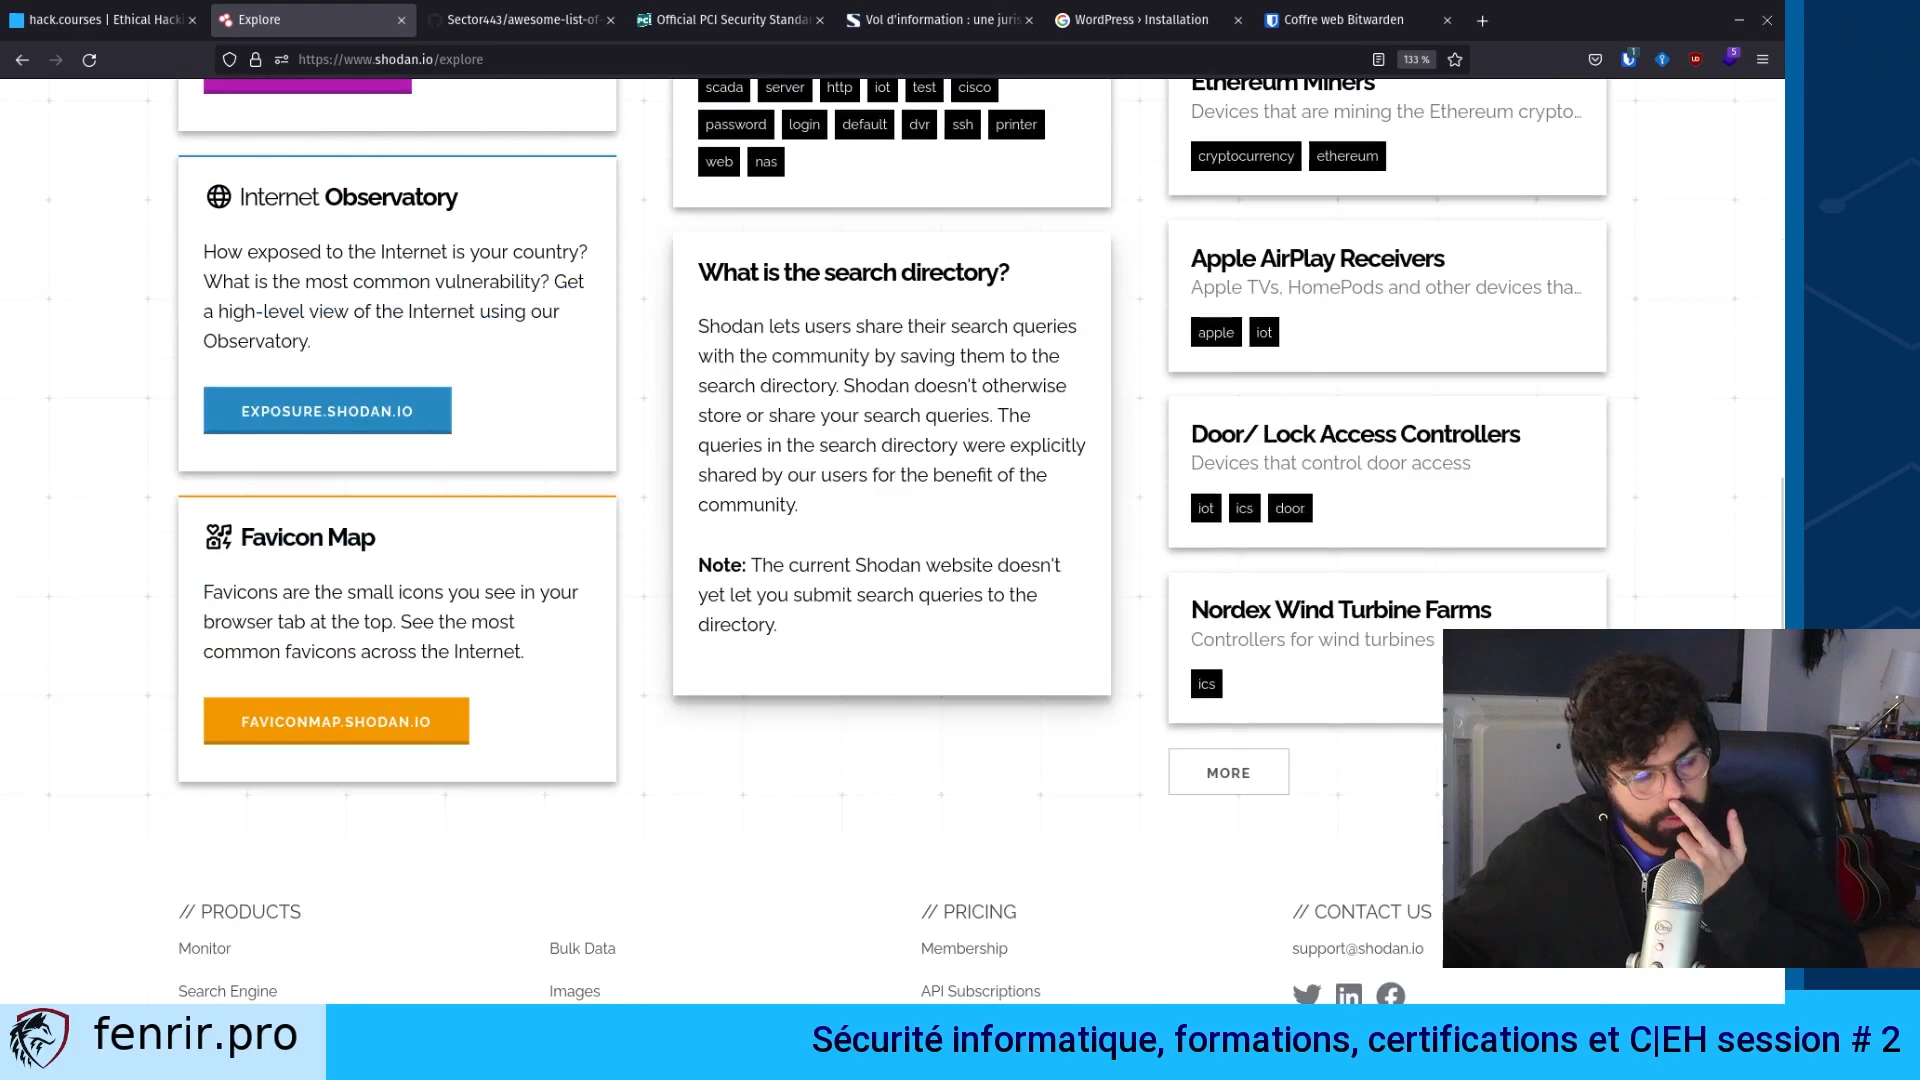 hack.courses | Ethical Hacki
Explore
Sector443/awesome-list-of-
Official PCI Security Standar
Vol d'information : une juris
WordPress › Installation
Coffre web Bitwarden
https://www.shodan.io/explore
133 %
1
5
Internet Observatory
How exposed to the Internet is your country?
What is the most common vulnerability? Get
a high-level view of the Internet using our
Observatory.
EXPOSURE.SHODAN.IO
Favicon Map
Favicons are the small icons you see in your
browser tab at the top. See the most
common favicons across the Internet.
FAVICONMAP.SHODAN.IO
scada server http iot test cisco
password login default dvr ssh printer
web nas
What is the search directory?
Shodan lets users share their search queries
with the community by saving them to the
search directory. Shodan doesn't otherwise
store or share your search queries. The
queries in the search directory were explicitly
shared by our users for the benefit of the
community.
Note: The current Shodan website doesn't
yet let you submit search queries to the
directory.
Ethereum Miners
Devices that are mining the Ethereum crypto...
cryptocurrency ethereum
Apple AirPlay Receivers
Apple TVs, HomePods and other devices tha...
apple iot
Door/ Lock Access Controllers
Devices that control door access
iot ics door
Nordex Wind Turbine Farms
Controllers for wind turbines
ics
MORE
// PRODUCTS
Monitor
Search Engine
Bulk Data
Images
// PRICING
Membership
API Subscriptions
// CONTACT US
support@shodan.io
fenrir.pro
Sécurité informatique, formations, certifications et C|EH session # 2